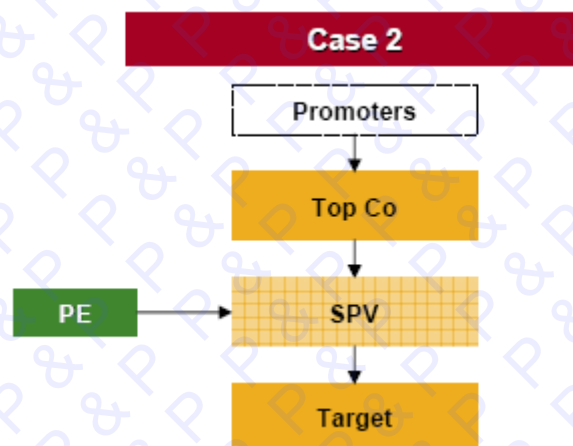 Case 2
Promoters
Top Co
PE
SPV
Target
P & P